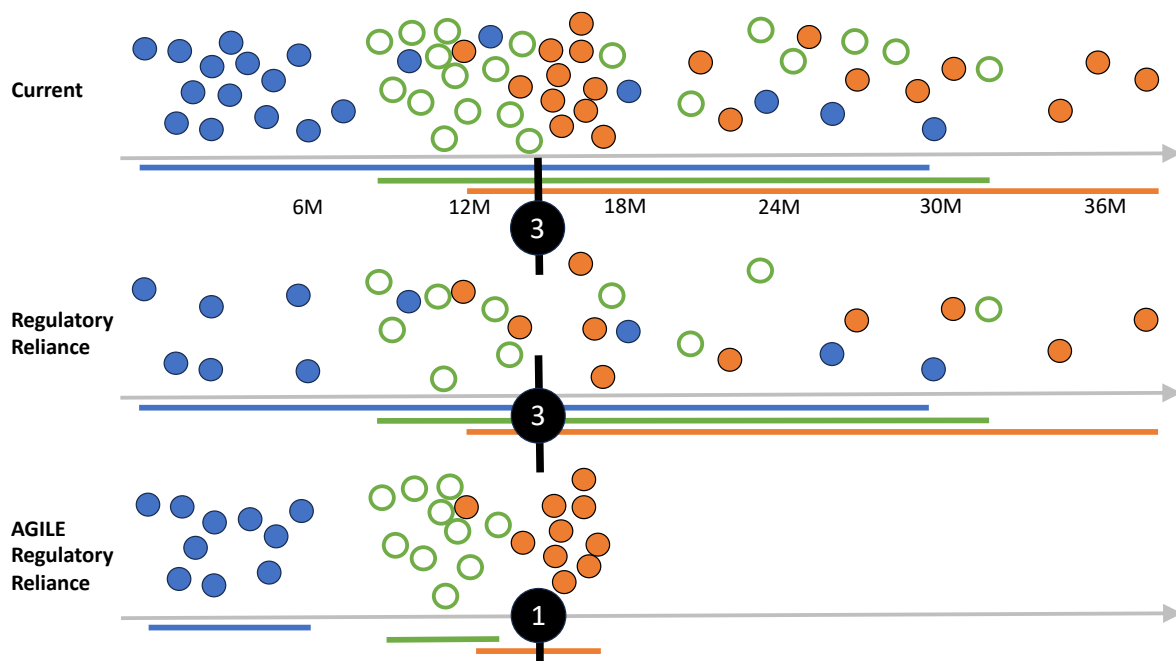 Current
6M 12M 18M 24M 30M 36M
3
Regulatory
Reliance
3
AGILE
Regulatory
Reliance
1